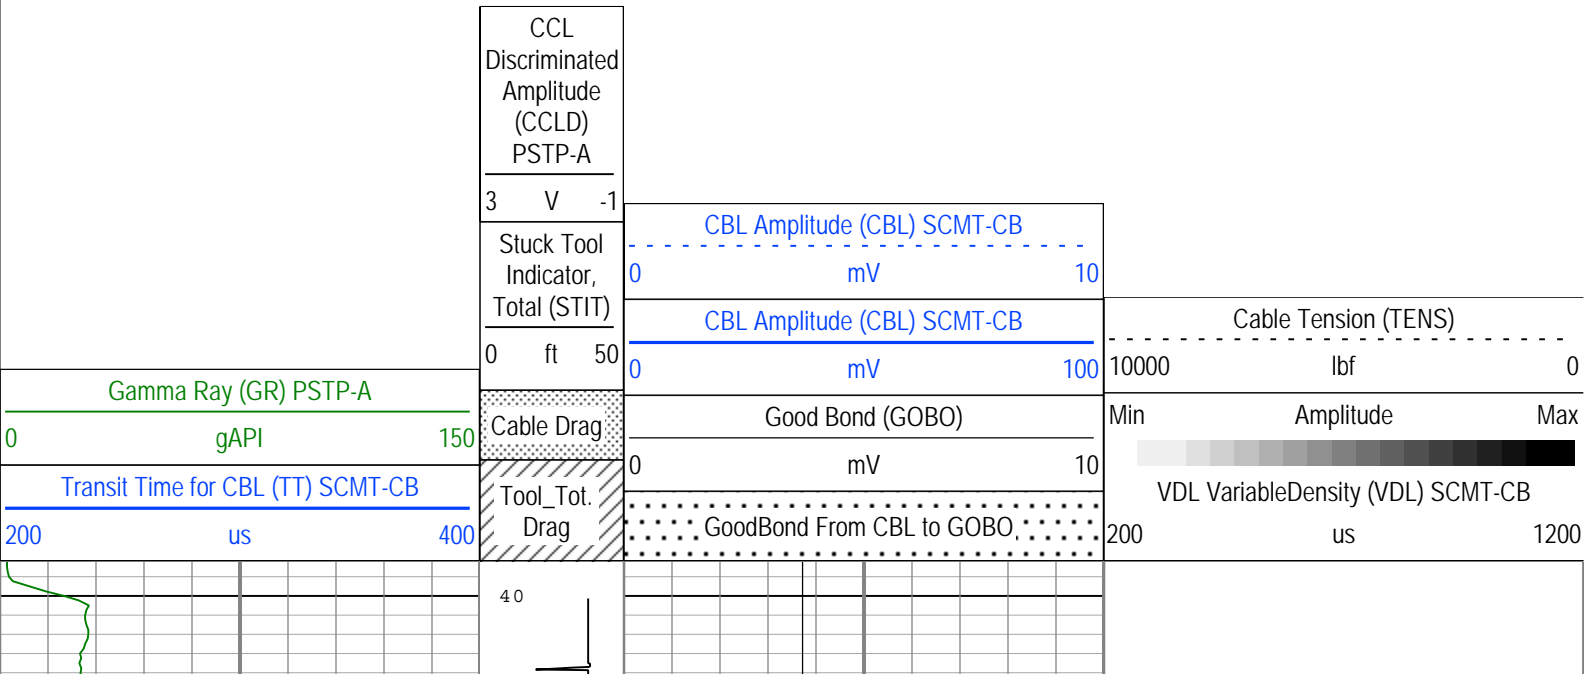 CCL
Discriminated
Amplitude
(CCLD)
PSTP-A
3 V -1
Stuck Tool
Indicator,
Total (STIT)
0 ft 50
Cable Drag
Tool_Tot.
Drag
CBL Amplitude (CBL) SCMT-CB
0 mV 10
CBL Amplitude (CBL) SCMT-CB
0 mV 100
Good Bond (GOBO)
0 mV 10
GoodBond From CBL to GOBO
Cable Tension (TENS)
10000 lbf 0
Min Amplitude Max
VDL VariableDensity (VDL) SCMT-CB
200 us 1200
Gamma Ray (GR) PSTP-A
0 gAPI 150
Transit Time for CBL (TT) SCMT-CB
200 us 400
40